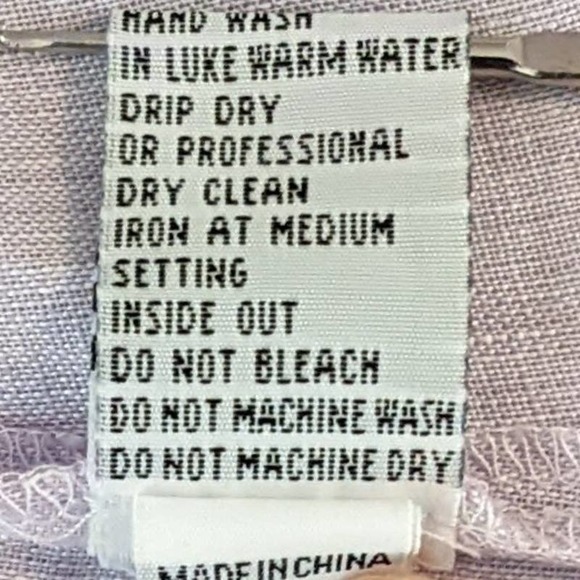 HAND WASH
IN LUKE WARM WATER
DRIP DRY
OR PROFESSIONAL
DRY CLEAN
IRON AT MEDIUM
SETTING
INSIDE OUT
DO NOT BLEACH
DO NOT MACHINE WASH
DO NOT MACHINE DRY
MADE IN CHINA